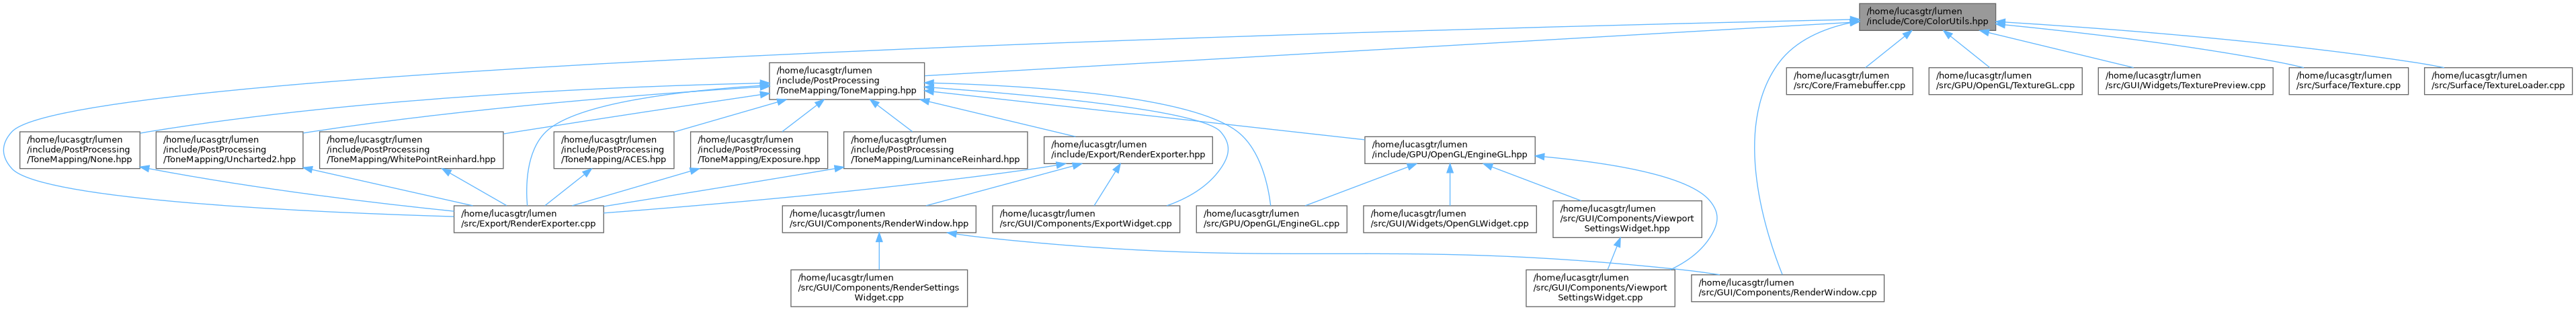 /home/lucasgtr/lumen
/include/Core/ColorUtils.hpp
/home/lucasgtr/lumen
/include/PostProcessing
/ToneMapping/ToneMapping.hpp
/home/lucasgtr/lumen
/src/Core/Framebuffer.cpp
/home/lucasgtr/lumen
/src/GPU/OpenGL/TextureGL.cpp
/home/lucasgtr/lumen
/src/GUI/Widgets/TexturePreview.cpp
/home/lucasgtr/lumen
/src/Surface/Texture.cpp
/home/lucasgtr/lumen
/src/Surface/TextureLoader.cpp
/home/lucasgtr/lumen
/include/PostProcessing
/ToneMapping/None.hpp
/home/lucasgtr/lumen
/include/PostProcessing
/ToneMapping/Uncharted2.hpp
/home/lucasgtr/lumen
/include/PostProcessing
/ToneMapping/WhitePointReinhard.hpp
/home/lucasgtr/lumen
/include/PostProcessing
/ToneMapping/ACES.hpp
/home/lucasgtr/lumen
/include/PostProcessing
/ToneMapping/Exposure.hpp
/home/lucasgtr/lumen
/include/PostProcessing
/ToneMapping/LuminanceReinhard.hpp
/home/lucasgtr/lumen
/include/Export/RenderExporter.hpp
/home/lucasgtr/lumen
/include/GPU/OpenGL/EngineGL.hpp
/home/lucasgtr/lumen
/src/Export/RenderExporter.cpp
/home/lucasgtr/lumen
/src/GUI/Components/RenderWindow.hpp
/home/lucasgtr/lumen
/src/GUI/Components/ExportWidget.cpp
/home/lucasgtr/lumen
/src/GPU/OpenGL/EngineGL.cpp
/home/lucasgtr/lumen
/src/GUI/Widgets/OpenGLWidget.cpp
/home/lucasgtr/lumen
/src/GUI/Components/Viewport
SettingsWidget.hpp
/home/lucasgtr/lumen
/src/GUI/Components/RenderSettings
Widget.cpp
/home/lucasgtr/lumen
/src/GUI/Components/Viewport
SettingsWidget.cpp
/home/lucasgtr/lumen
/src/GUI/Components/RenderWindow.cpp